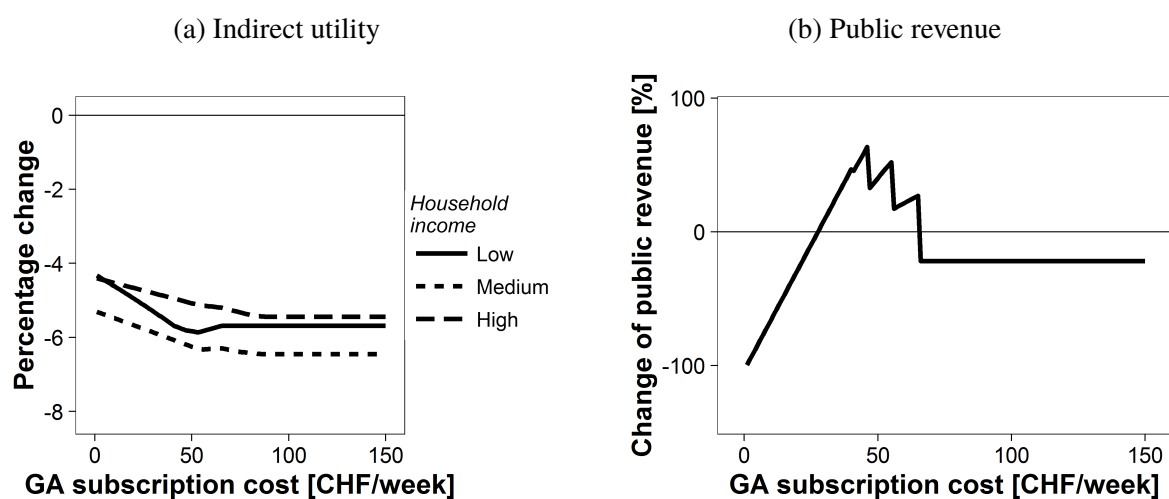 (a) Indirect utility
0
-2
-4
-6
-8
Percentage change
0
50
100
150
GA subscription cost [CHF/week]
Household
income
Low
Medium
High
(b) Public revenue
100
0
-100
Change of public revenue [%]
0
50
100
150
GA subscription cost [CHF/week]